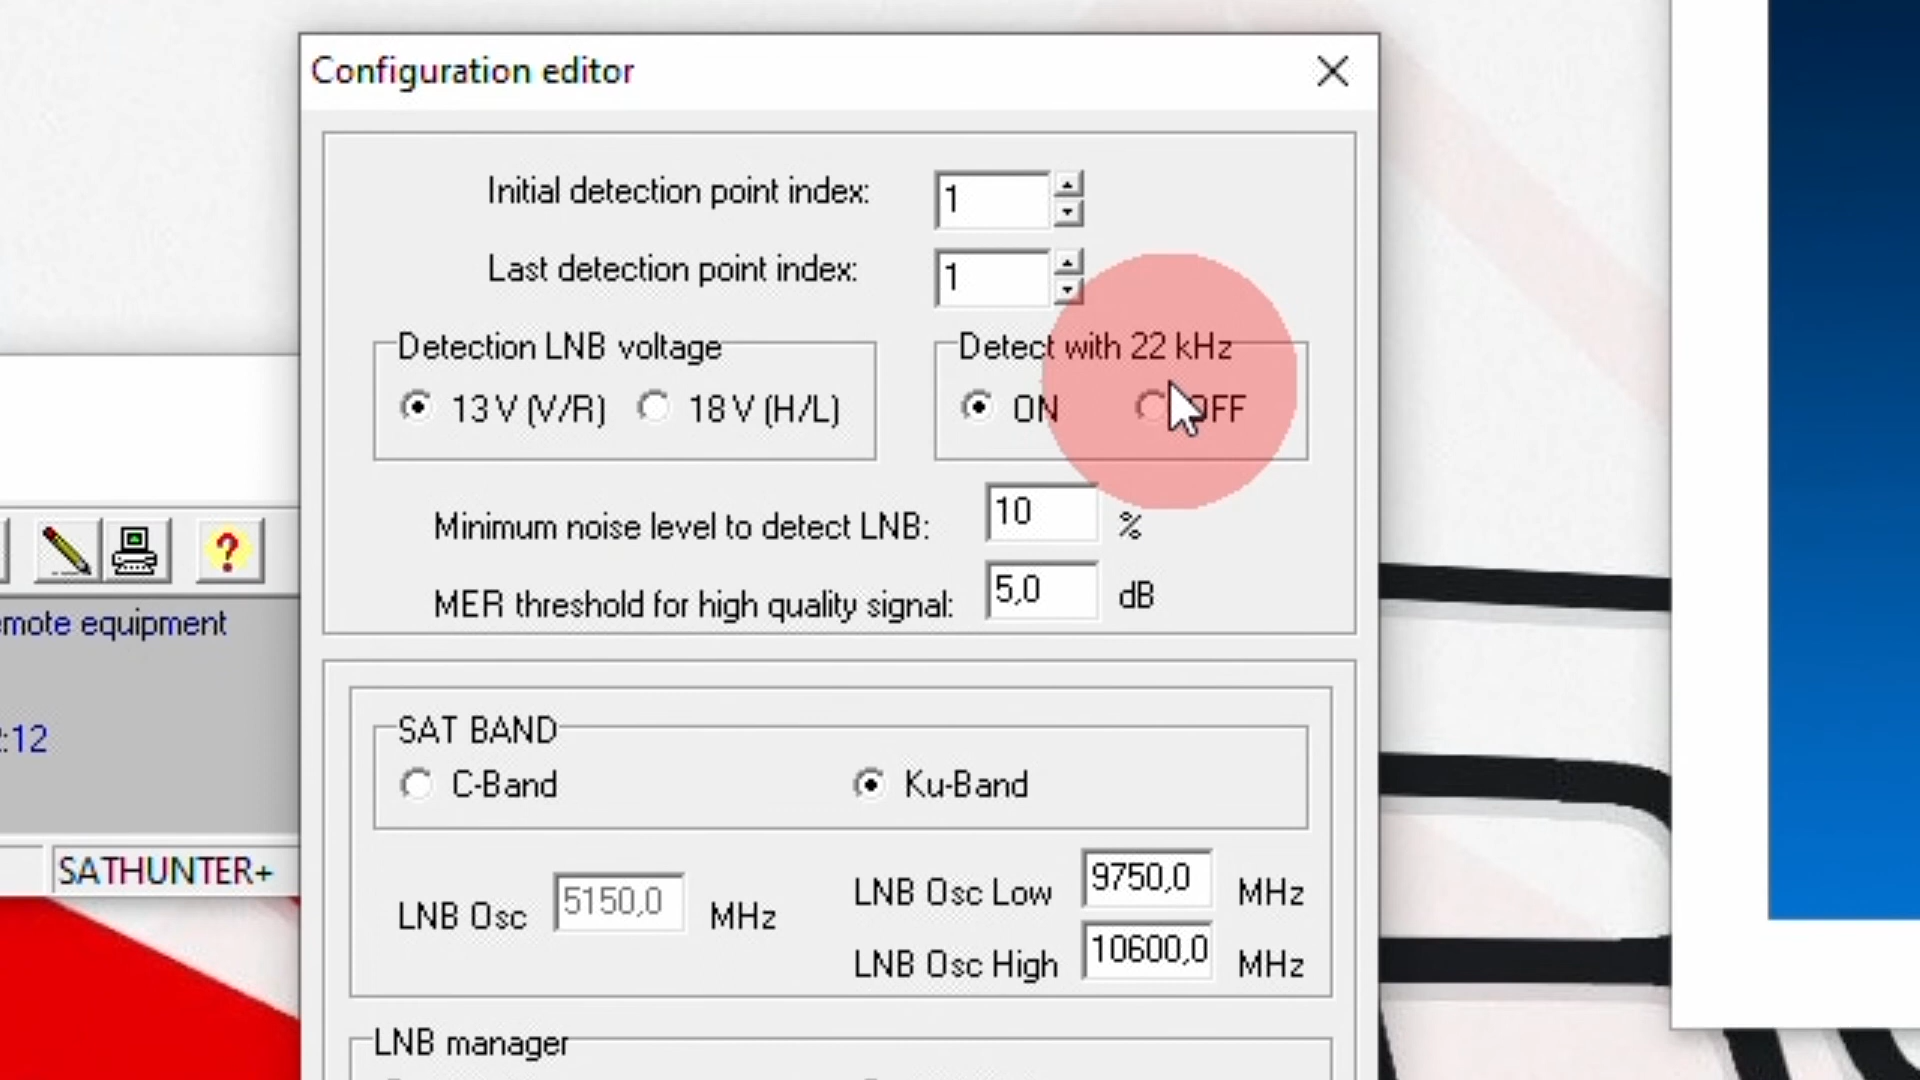 Configuration editor
Initial detection point index: 1
Last detection point index: 1
Detection LNB voltage
13 V (V/R) 18 V (H/L)
Detect with 22 kHz
ON OFF
Minimum noise level to detect LNB: 10 %
MER threshold for high quality signal: 5,0 dB
SAT BAND
C-Band Ku-Band
LNB Osc 5150,0 MHz
LNB Osc Low 9750,0 MHz
LNB Osc High 10600,0 MHz
LNB manager
?
emote equipment
:12
SATHUNTER+